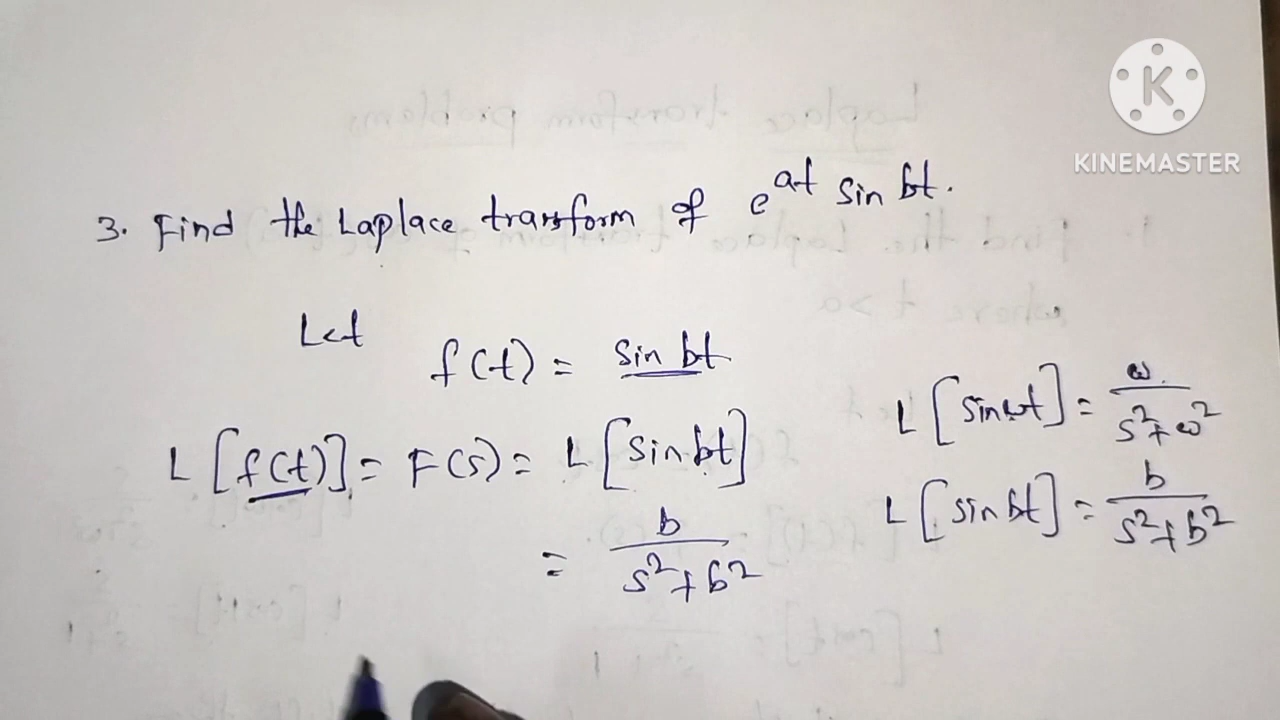 KINEMASTER
3. Find the Laplace transform of e^at sin bt.
Let
f(t) = sin bt
L[f(t)] = F(s) = L[sin bt]
= b/(s²+b²)
L[sin ωt] = ω/(s²+ω²)
L[sin bt] = b/(s²+b²)